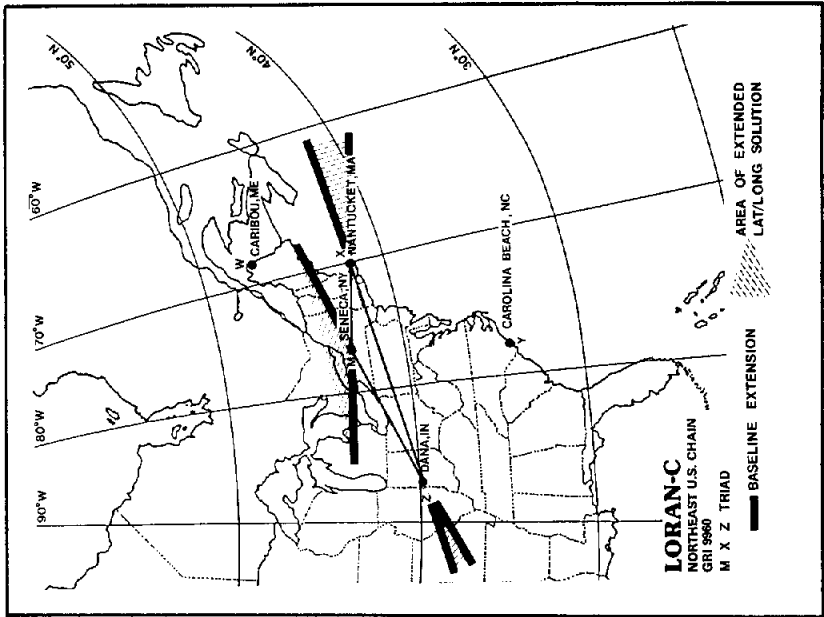 50°N
40°N
30°N
60°W
70°W
80°W
90°W
W
CARIBOU, ME
X
NANTUCKET, MA
M
SENECA, NY
Z
DANA, IN
Y
CAROLINA BEACH, NC
LORAN-C
NORTHEAST U.S. CHAIN
GRI 9960
M X Z TRIAD
BASELINE EXTENSION
AREA OF EXTENDED
LAT/LONG SOLUTION